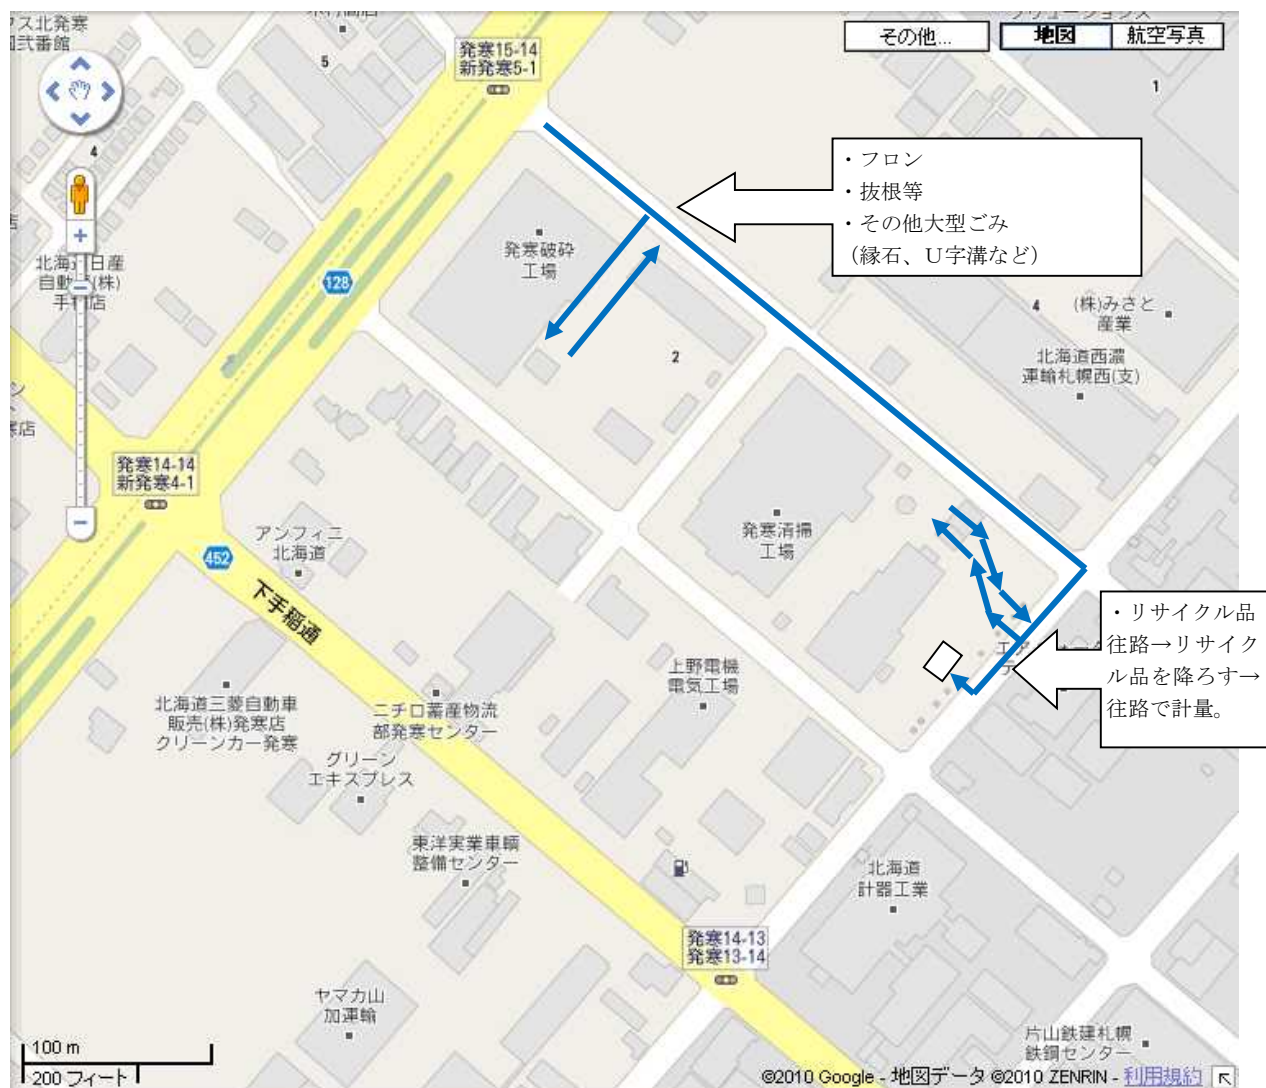 クス北発寒
弐番館
発寒15-14
新発寒5-1
その他...
地図
航空写真
5
1
4
・フロン
・抜根等
・その他大型ごみ
（縁石、Ｕ字溝など）
発寒破砕
工場
128
2
4
(株)みさと
産業
北海道西濃
運輸札幌西(支)
発寒14-14
新発寒4-1
452
アンフィニ
北海道
下手稲通
発寒清掃
工場
・リサイクル品
往路→リサイク
ル品を降ろす→
往路で計量。
上野電機
電気工場
北海道三菱自動車
販売(株)発寒店
クリーンカー発寒
ニチロ畜産物流
部発寒センター
グリーン
エキスプレス
東洋実業車輌
整備センター
北海道
計器工業
発寒14-13
発寒13-14
ヤマカ山
加運輸
片山鉄建札幌
鉄鋼センター
100 m
200 フィート
©2010 Google - 地図データ ©2010 ZENRIN - 利用規約